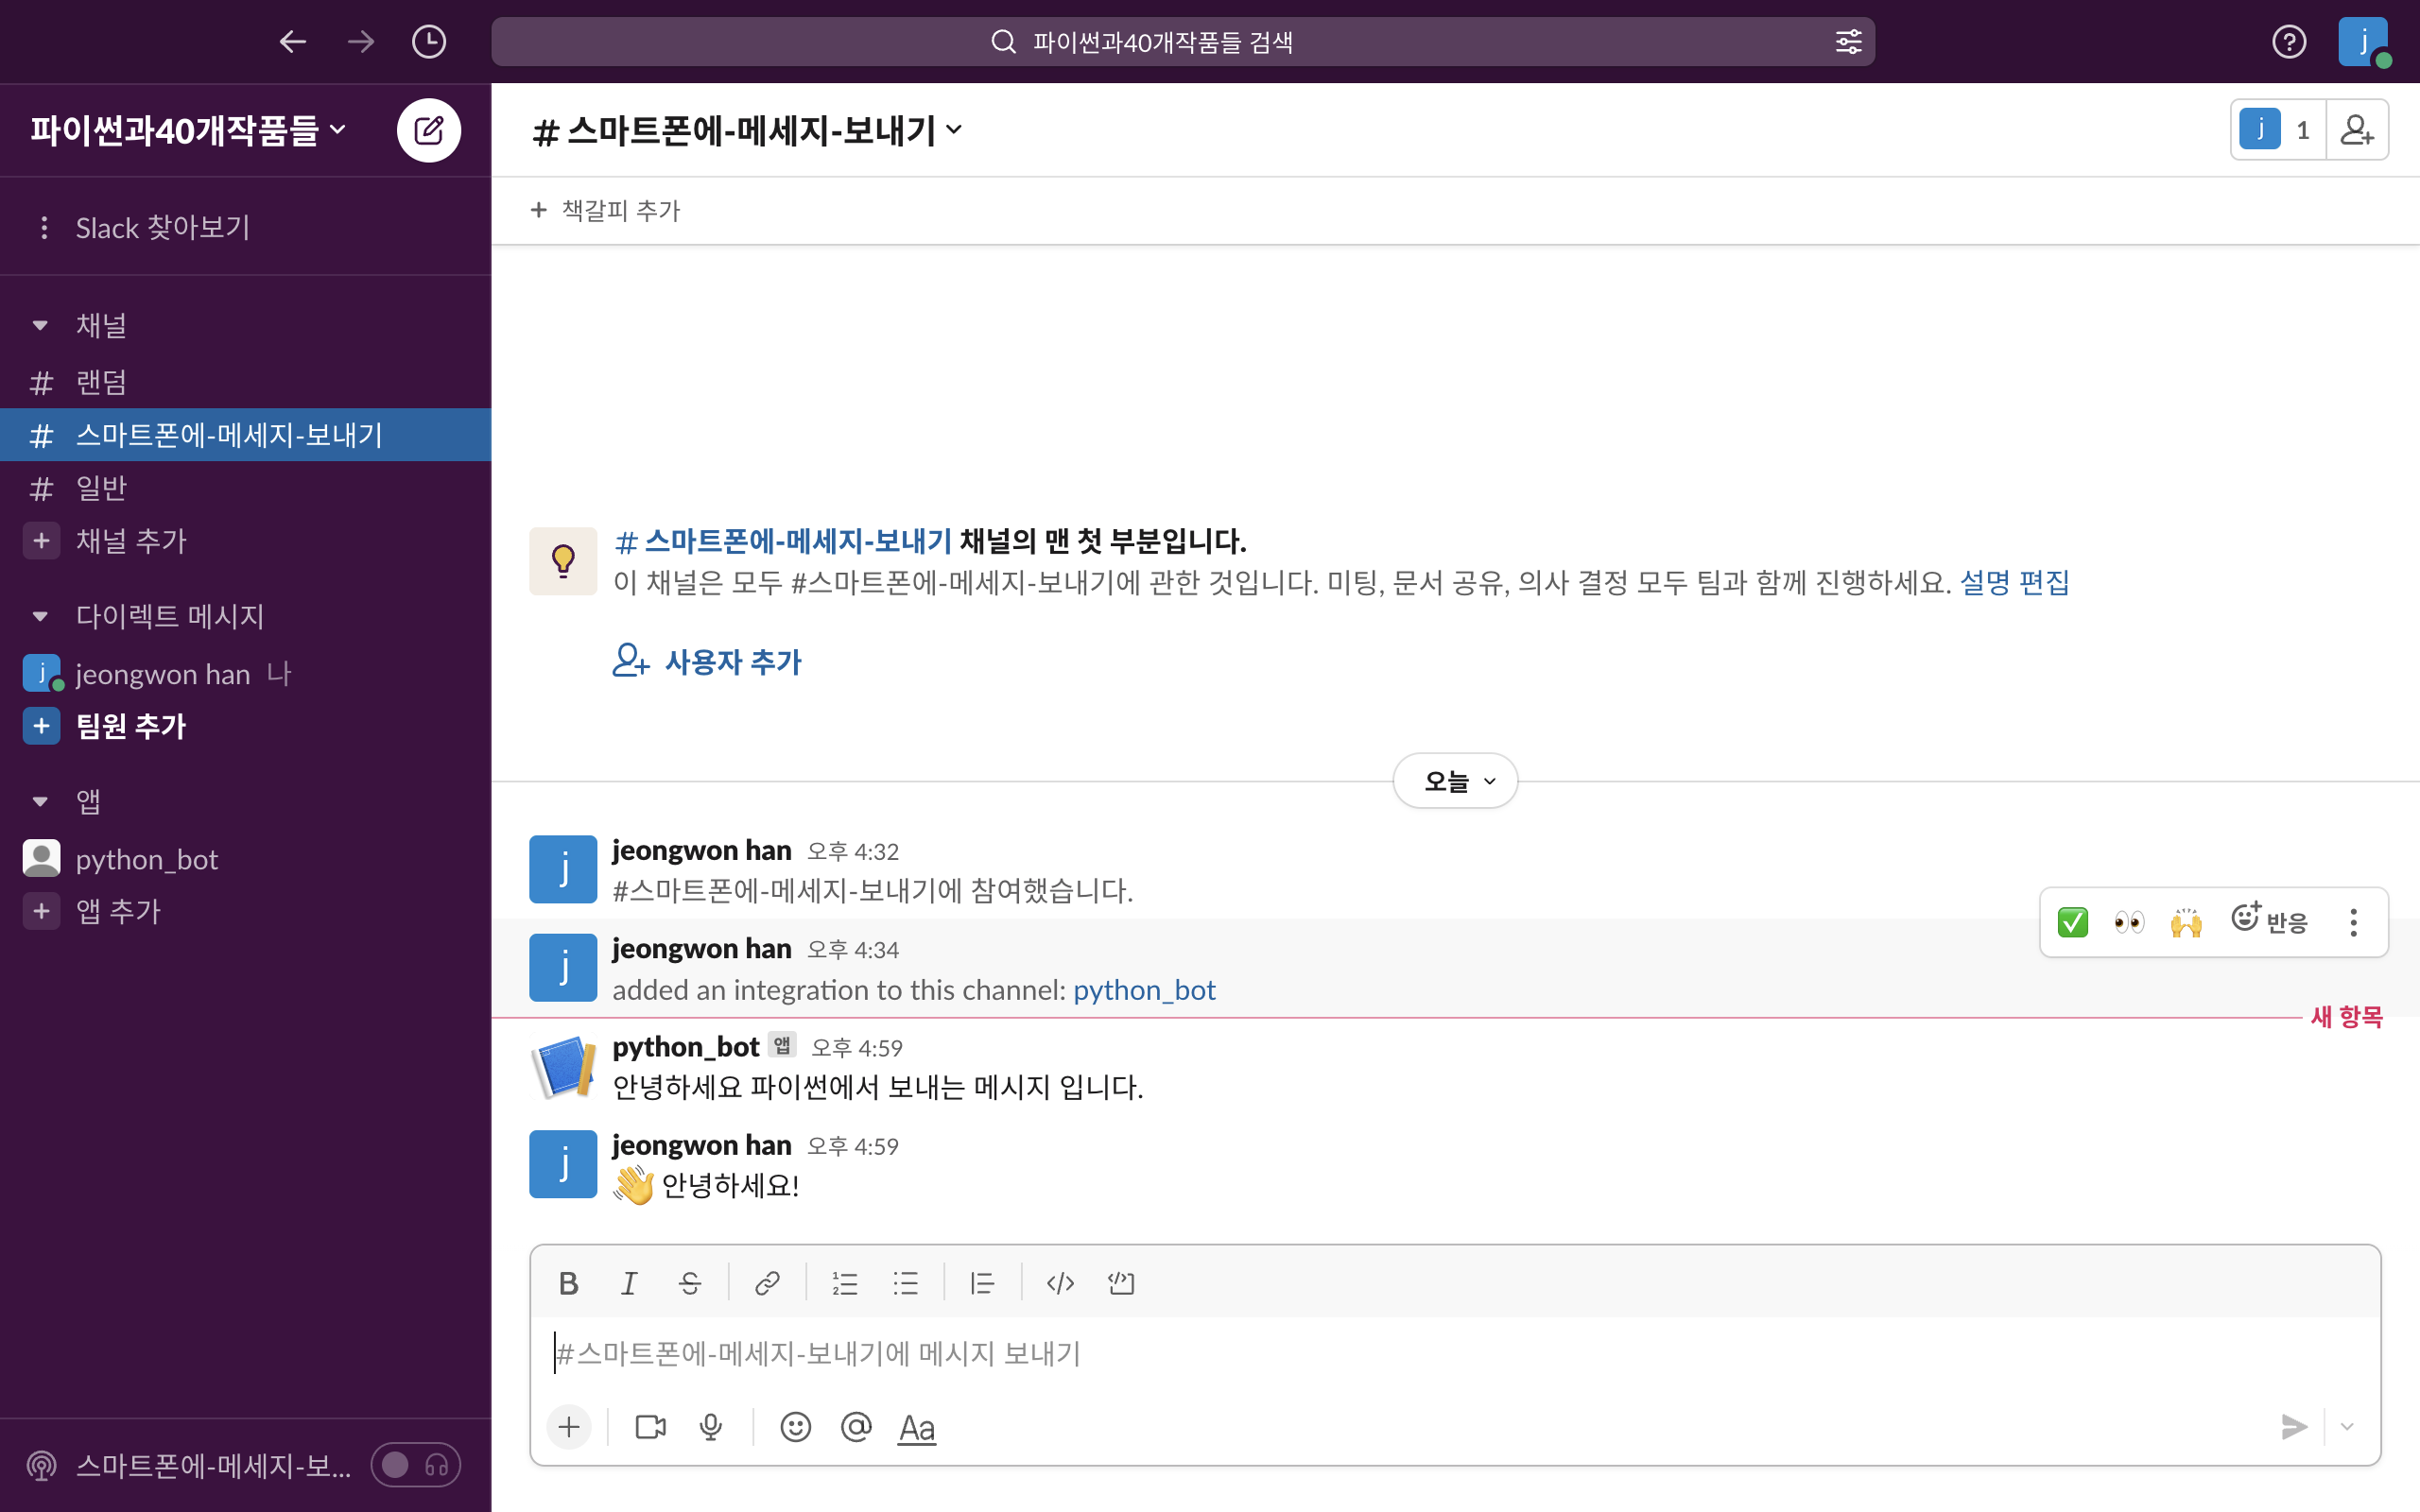 파이썬과40개작품들 검색
j
파이썬과40개작품들
Slack 찾아보기
채널
# 랜덤
# 스마트폰에-메세지-보내기
# 일반
+ 채널 추가
다이렉트 메시지
j jeongwon han 나
+ 팀원 추가
앱
python_bot
+ 앱 추가
스마트폰에-메세지-보...
# 스마트폰에-메세지-보내기
j 1
+ 책갈피 추가
# 스마트폰에-메세지-보내기 채널의 맨 첫 부분입니다.
이 채널은 모두 #스마트폰에-메세지-보내기에 관한 것입니다. 미팅, 문서 공유, 의사 결정 모두 팀과 함께 진행하세요. 설명 편집
사용자 추가
오늘
j jeongwon han 오후 4:32
#스마트폰에-메세지-보내기에 참여했습니다.
반응
j jeongwon han 오후 4:34
added an integration to this channel: python_bot
새 항목
python_bot 앱 오후 4:59
안녕하세요 파이썬에서 보내는 메시지 입니다.
j jeongwon han 오후 4:59
👋 안녕하세요!
B I S
#스마트폰에-메세지-보내기에 메시지 보내기
+ @ Aa